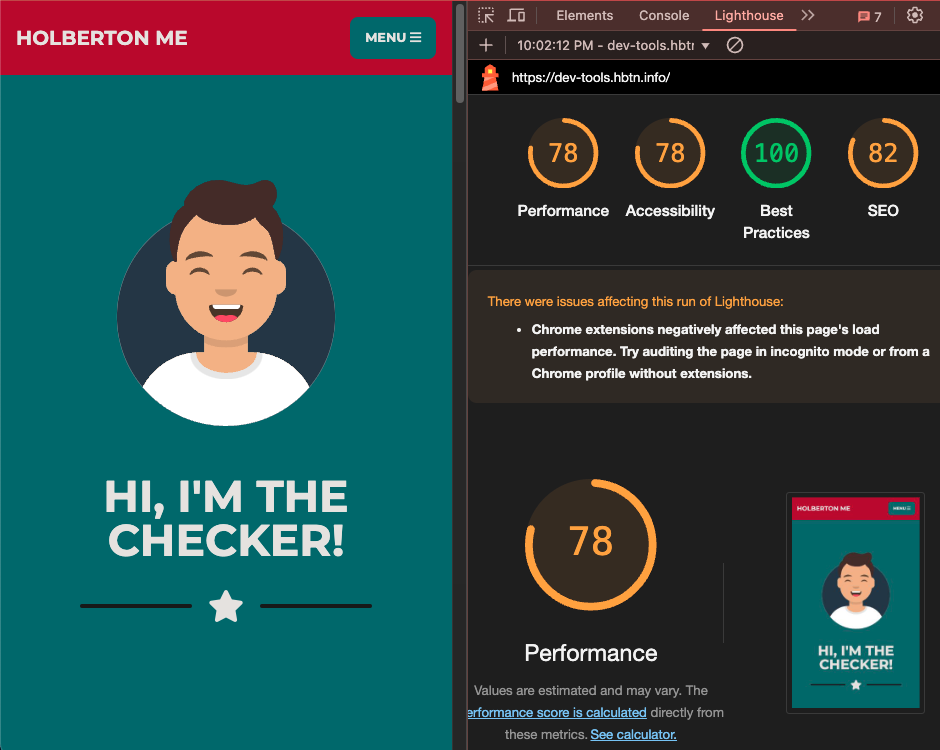 HOLBERTON ME
MENU
HI, I'M THE
CHECKER!
Elements Console Lighthouse 7
10:02:12 PM - dev-tools.hbtn
https://dev-tools.hbtn.info/
78 78 100 82
Performance Accessibility Best SEO
Practices
There were issues affecting this run of Lighthouse:
• Chrome extensions negatively affected this page's load
performance. Try auditing the page in incognito mode or from a
Chrome profile without extensions.
78
Performance
Values are estimated and may vary. The
erformance score is calculated directly from
these metrics. See calculator.
HOLBERTON ME
MENU
HI, I'M THE
CHECKER!